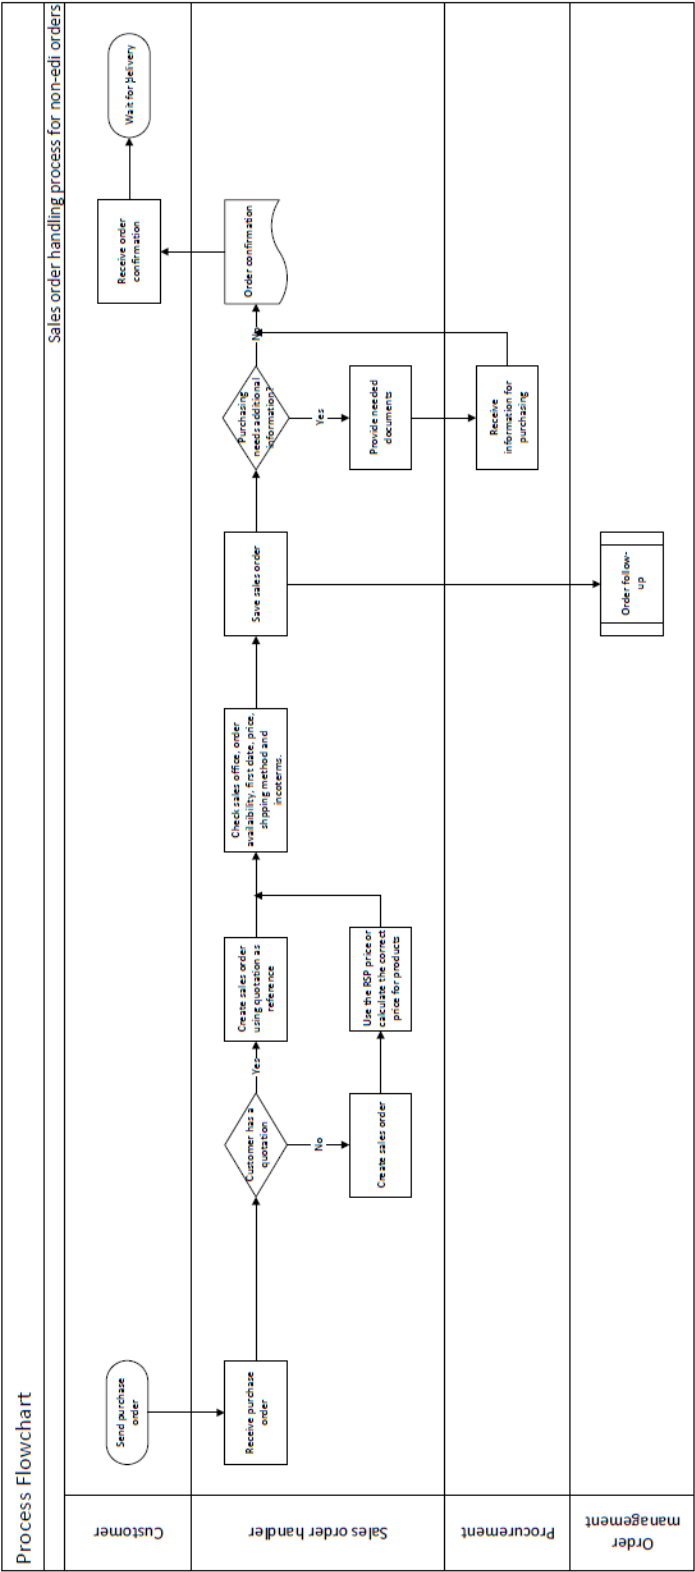 Process Flowchart
Sales order handling process for non-edi orders
Customer
Send purchase
order
Receive order
confirmation
Wait for delivery
Sales order handler
Receive purchase
order
Customer has a
quotation
Yes
Create sales order
using quotation as
reference
No
Create sales order
Use the RSP price or
calculate the correct
price for products
Check sales office, order
availability, first date, price,
shpping method and
incoterms.
Save sales order
Purchasing
needs additional
information?
No
Order confirmation
Yes
Provide needed
documents
Procurement
Receive
information for
purchasing
Order
management
Order follow-
up